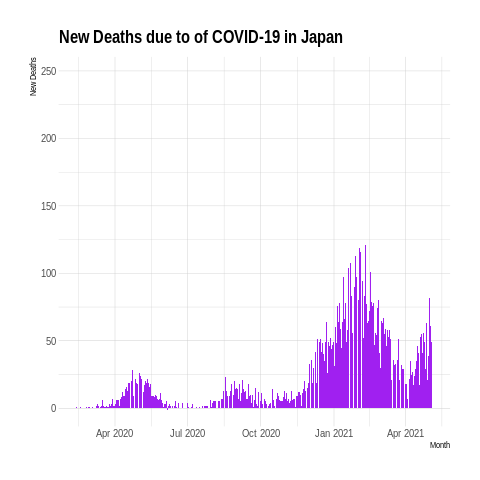 New Deaths due to of COVID-19 in Japan
New Deaths
250
200
150
100
50
0
Apr 2020 Jul 2020 Oct 2020 Jan 2021 Apr 2021
Month